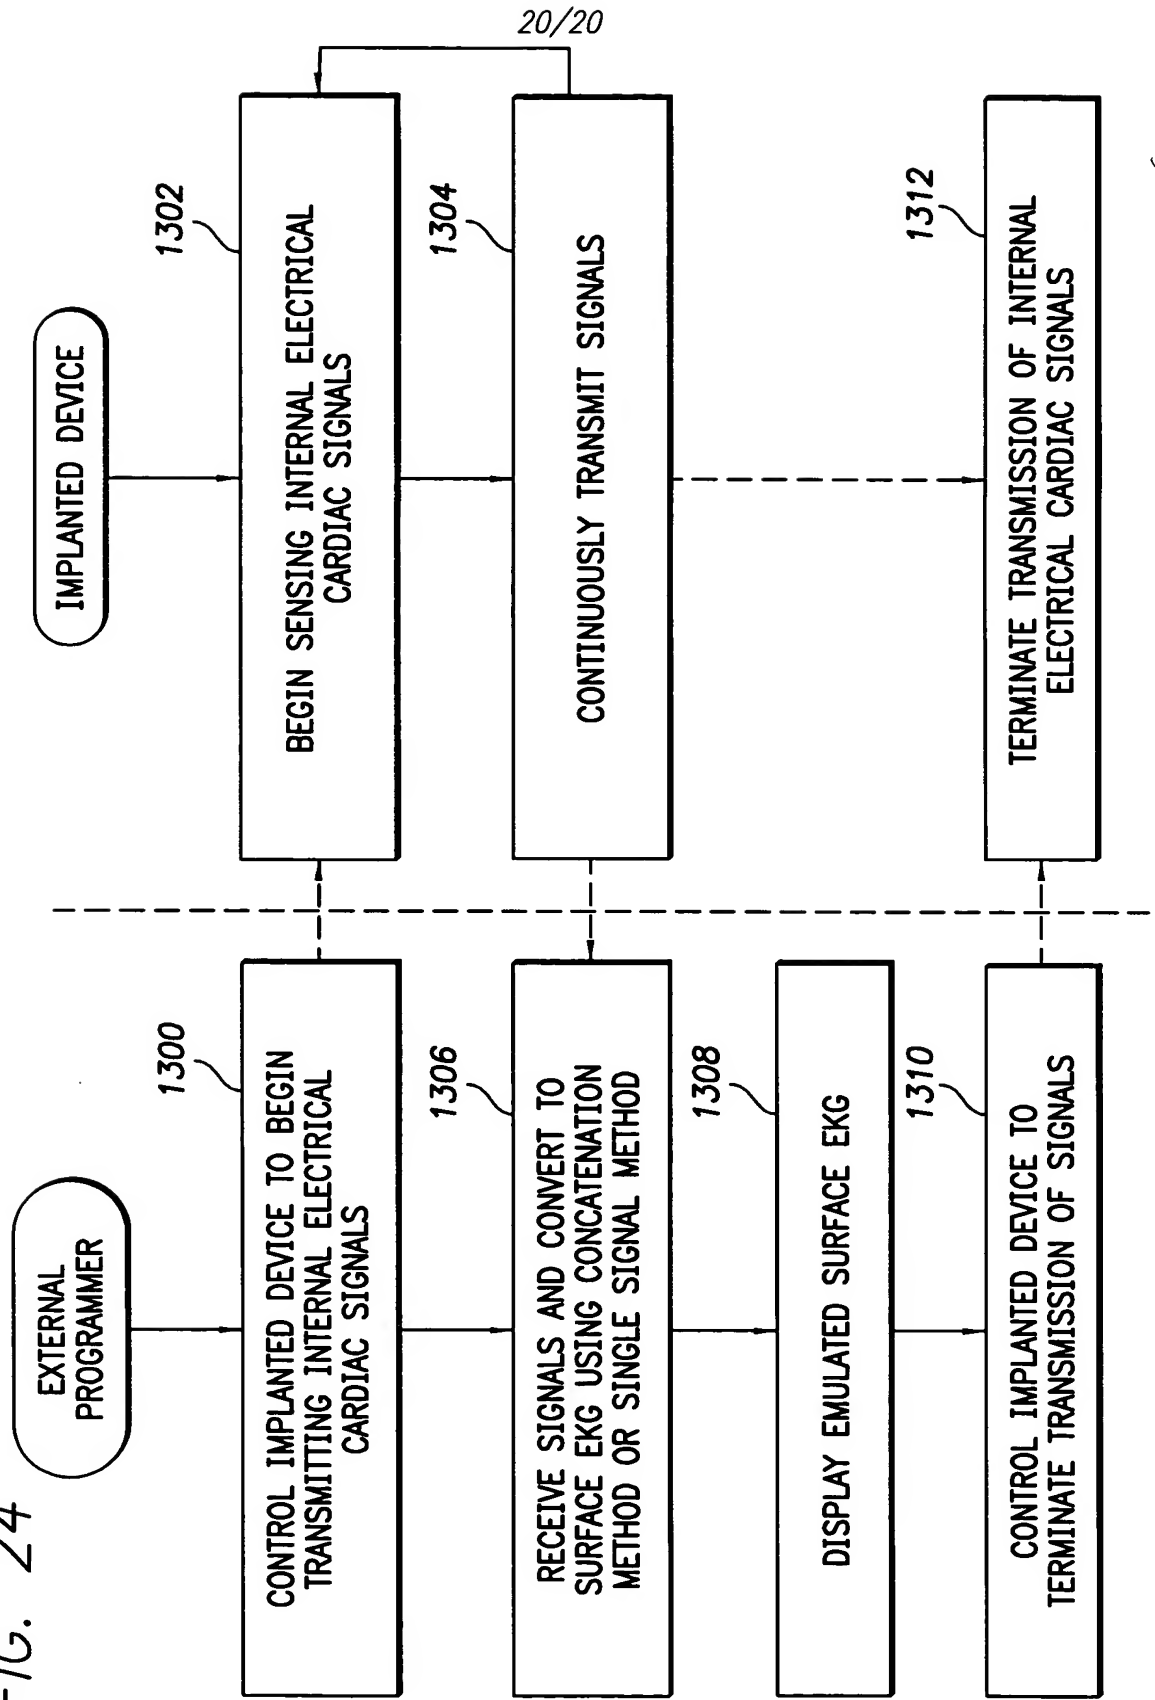 20/20
FIG. 24
EXTERNAL
PROGRAMMER
1300
CONTROL IMPLANTED DEVICE TO BEGIN
TRANSMITTING INTERNAL ELECTRICAL
CARDIAC SIGNALS
1306
RECEIVE SIGNALS AND CONVERT TO
SURFACE EKG USING CONCATENATION
METHOD OR SINGLE SIGNAL METHOD
1308
DISPLAY EMULATED SURFACE EKG
1310
CONTROL IMPLANTED DEVICE TO
TERMINATE TRANSMISSION OF SIGNALS
IMPLANTED DEVICE
1302
BEGIN SENSING INTERNAL ELECTRICAL
CARDIAC SIGNALS
1304
CONTINUOUSLY TRANSMIT SIGNALS
1312
TERMINATE TRANSMISSION OF INTERNAL
ELECTRICAL CARDIAC SIGNALS